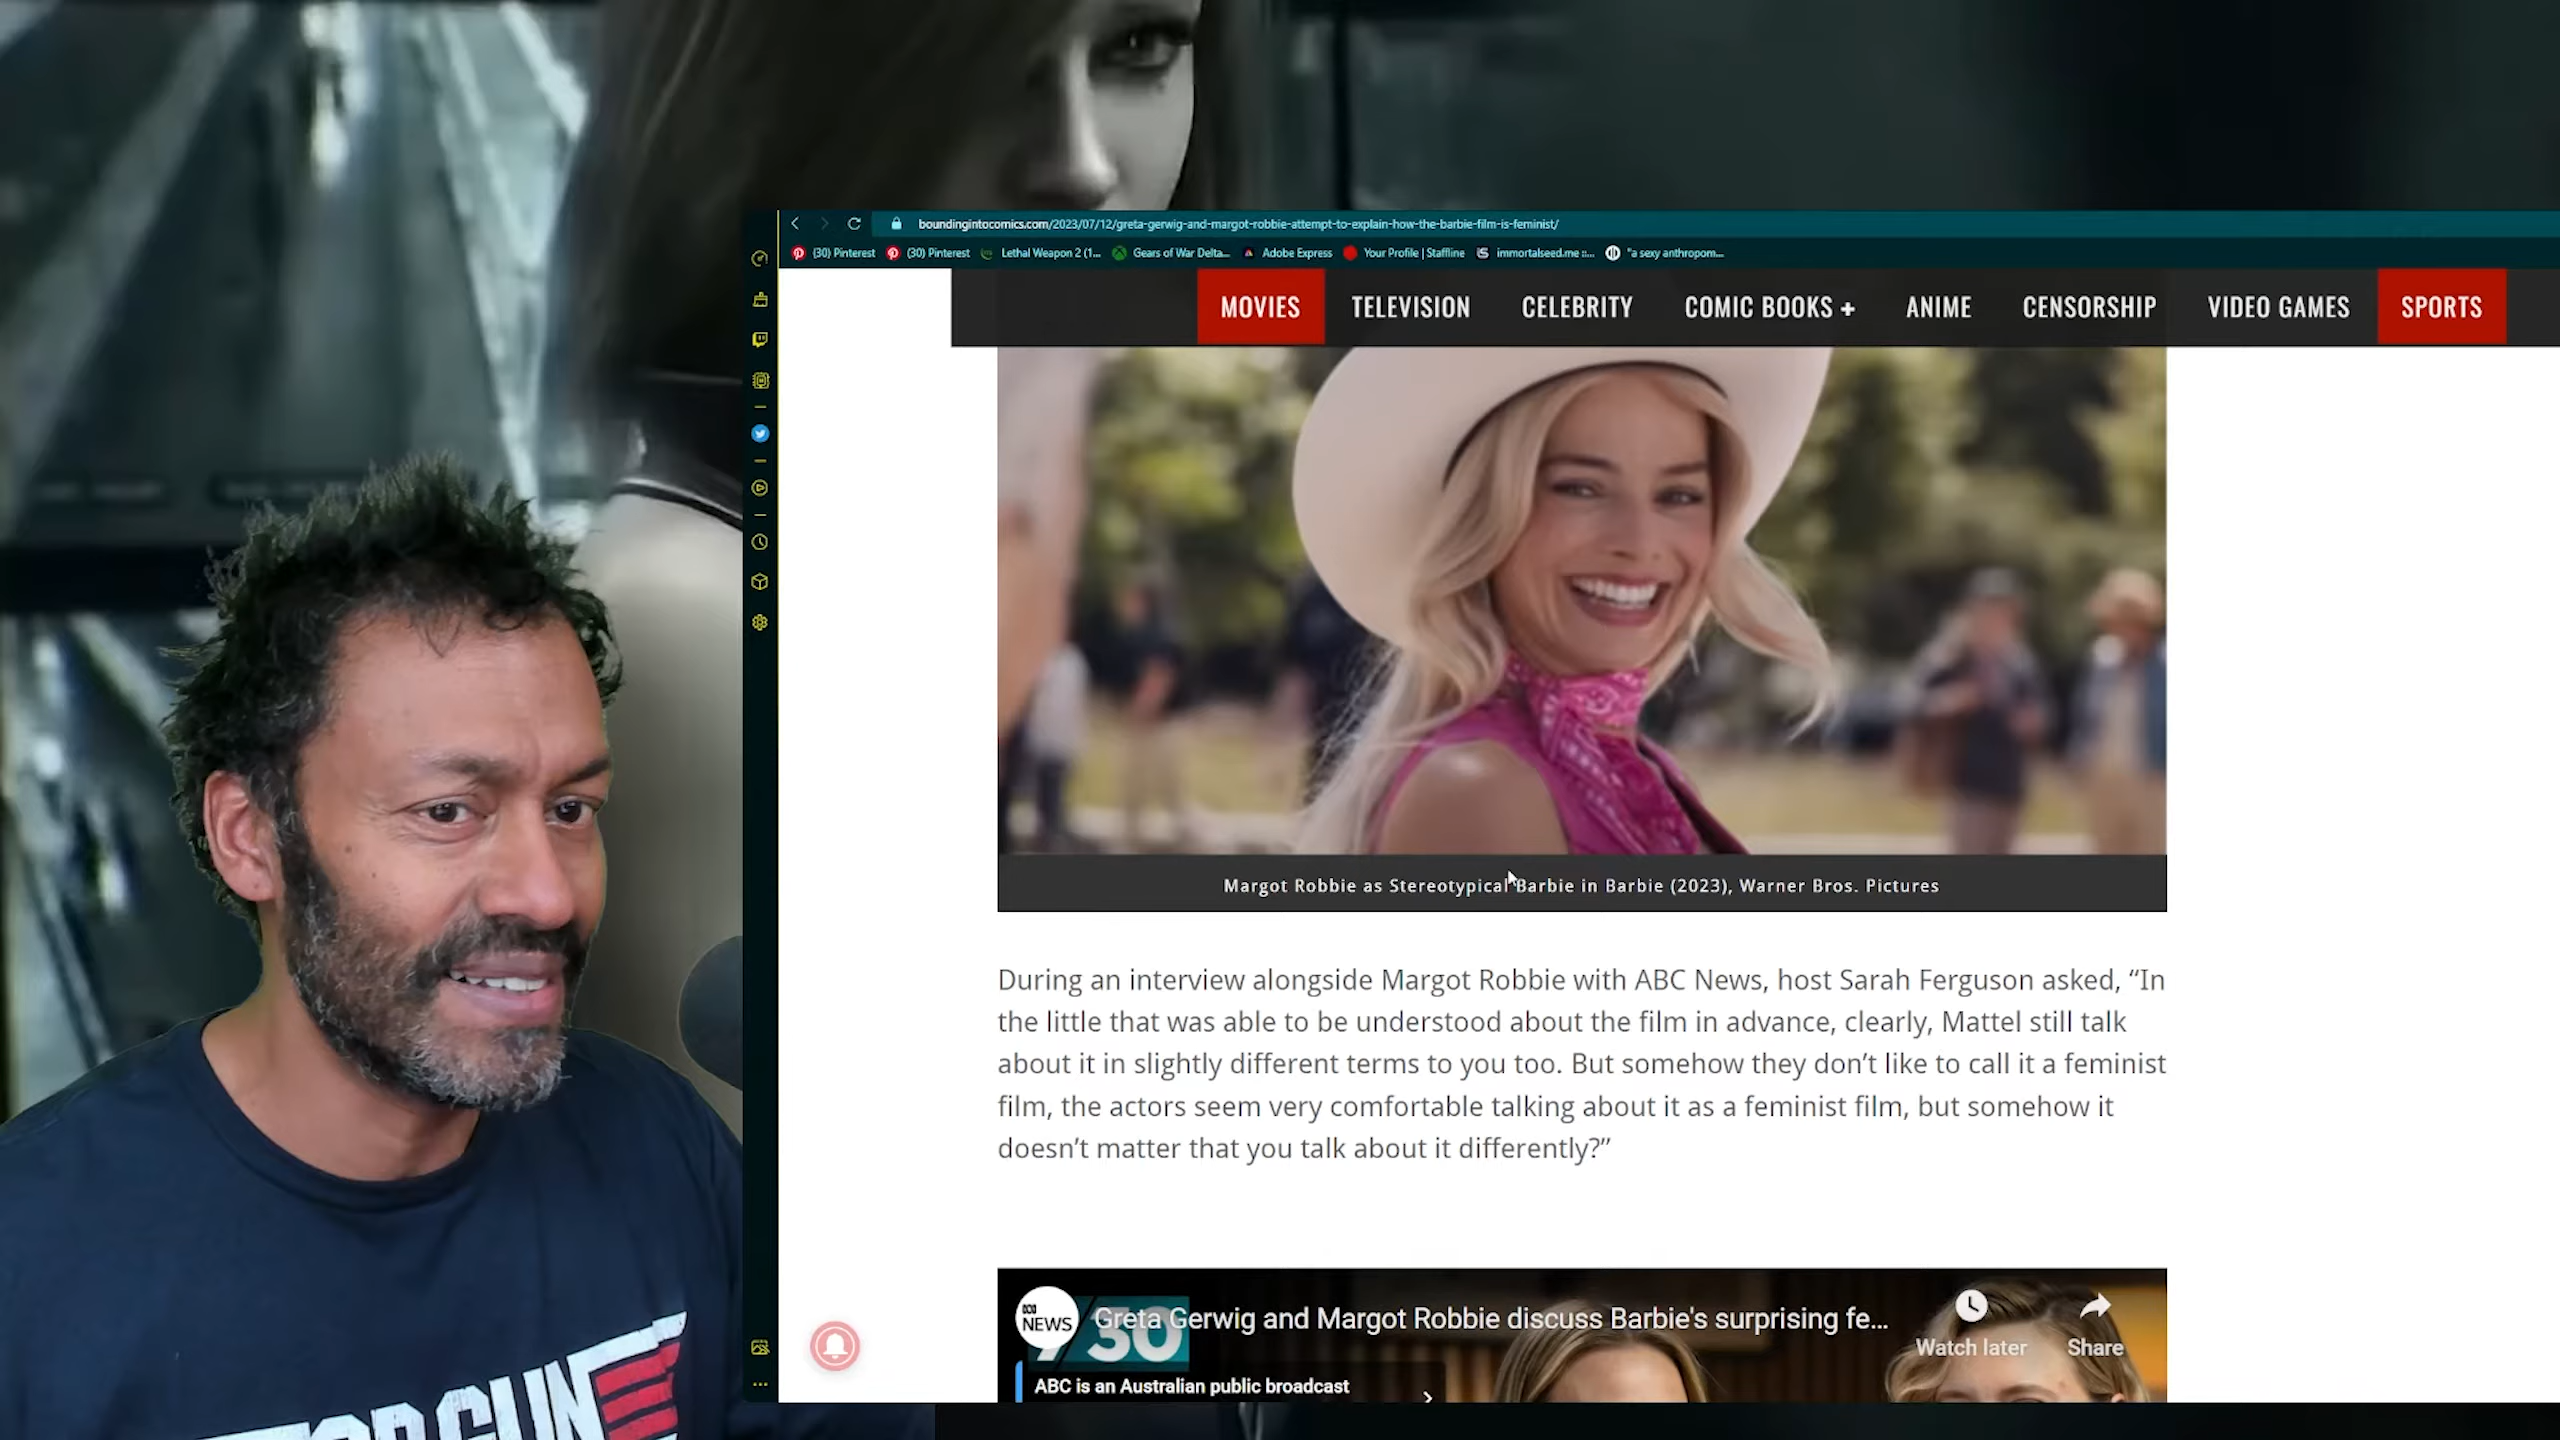 boundingintocomics.com/2023/07/12/greta-gerwig-and-margot-robbie-attempt-to-explain-how-the-barbie-film-is-feminist/
(30) Pinterest (30) Pinterest Lethal Weapon 2 (1... Gears of War Delta... Adobe Express Your Profile | Staffline immortalseed.me ::... "a sexy anthropom...
MOVIES TELEVISION CELEBRITY COMIC BOOKS + ANIME CENSORSHIP VIDEO GAMES SPORTS
Margot Robbie as Stereotypical Barbie in Barbie (2023), Warner Bros. Pictures
During an interview alongside Margot Robbie with ABC News, host Sarah Ferguson asked, “In
the little that was able to be understood about the film in advance, clearly, Mattel still talk
about it in slightly different terms to you too. But somehow they don’t like to call it a feminist
film, the actors seem very comfortable talking about it as a feminist film, but somehow it
doesn’t matter that you talk about it differently?”
NEWS
7 30
Greta Gerwig and Margot Robbie discuss Barbie's surprising fe...
Watch later Share
ABC is an Australian public broadcast
TOP GUN